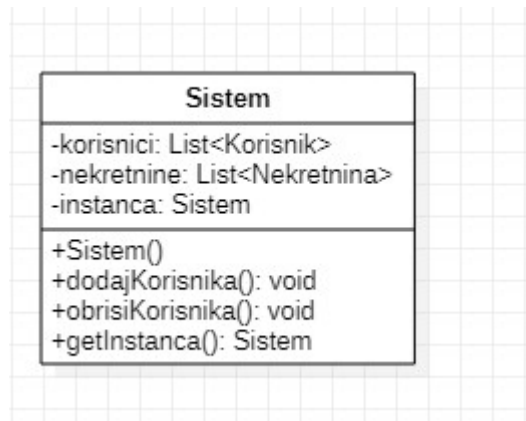 Sistem
-korisnici: List<Korisnik>
-nekretnine: List<Nekretnina>
-instanca: Sistem
+Sistem()
+dodajKorisnika(): void
+obrisiKorisnika(): void
+getInstanca(): Sistem